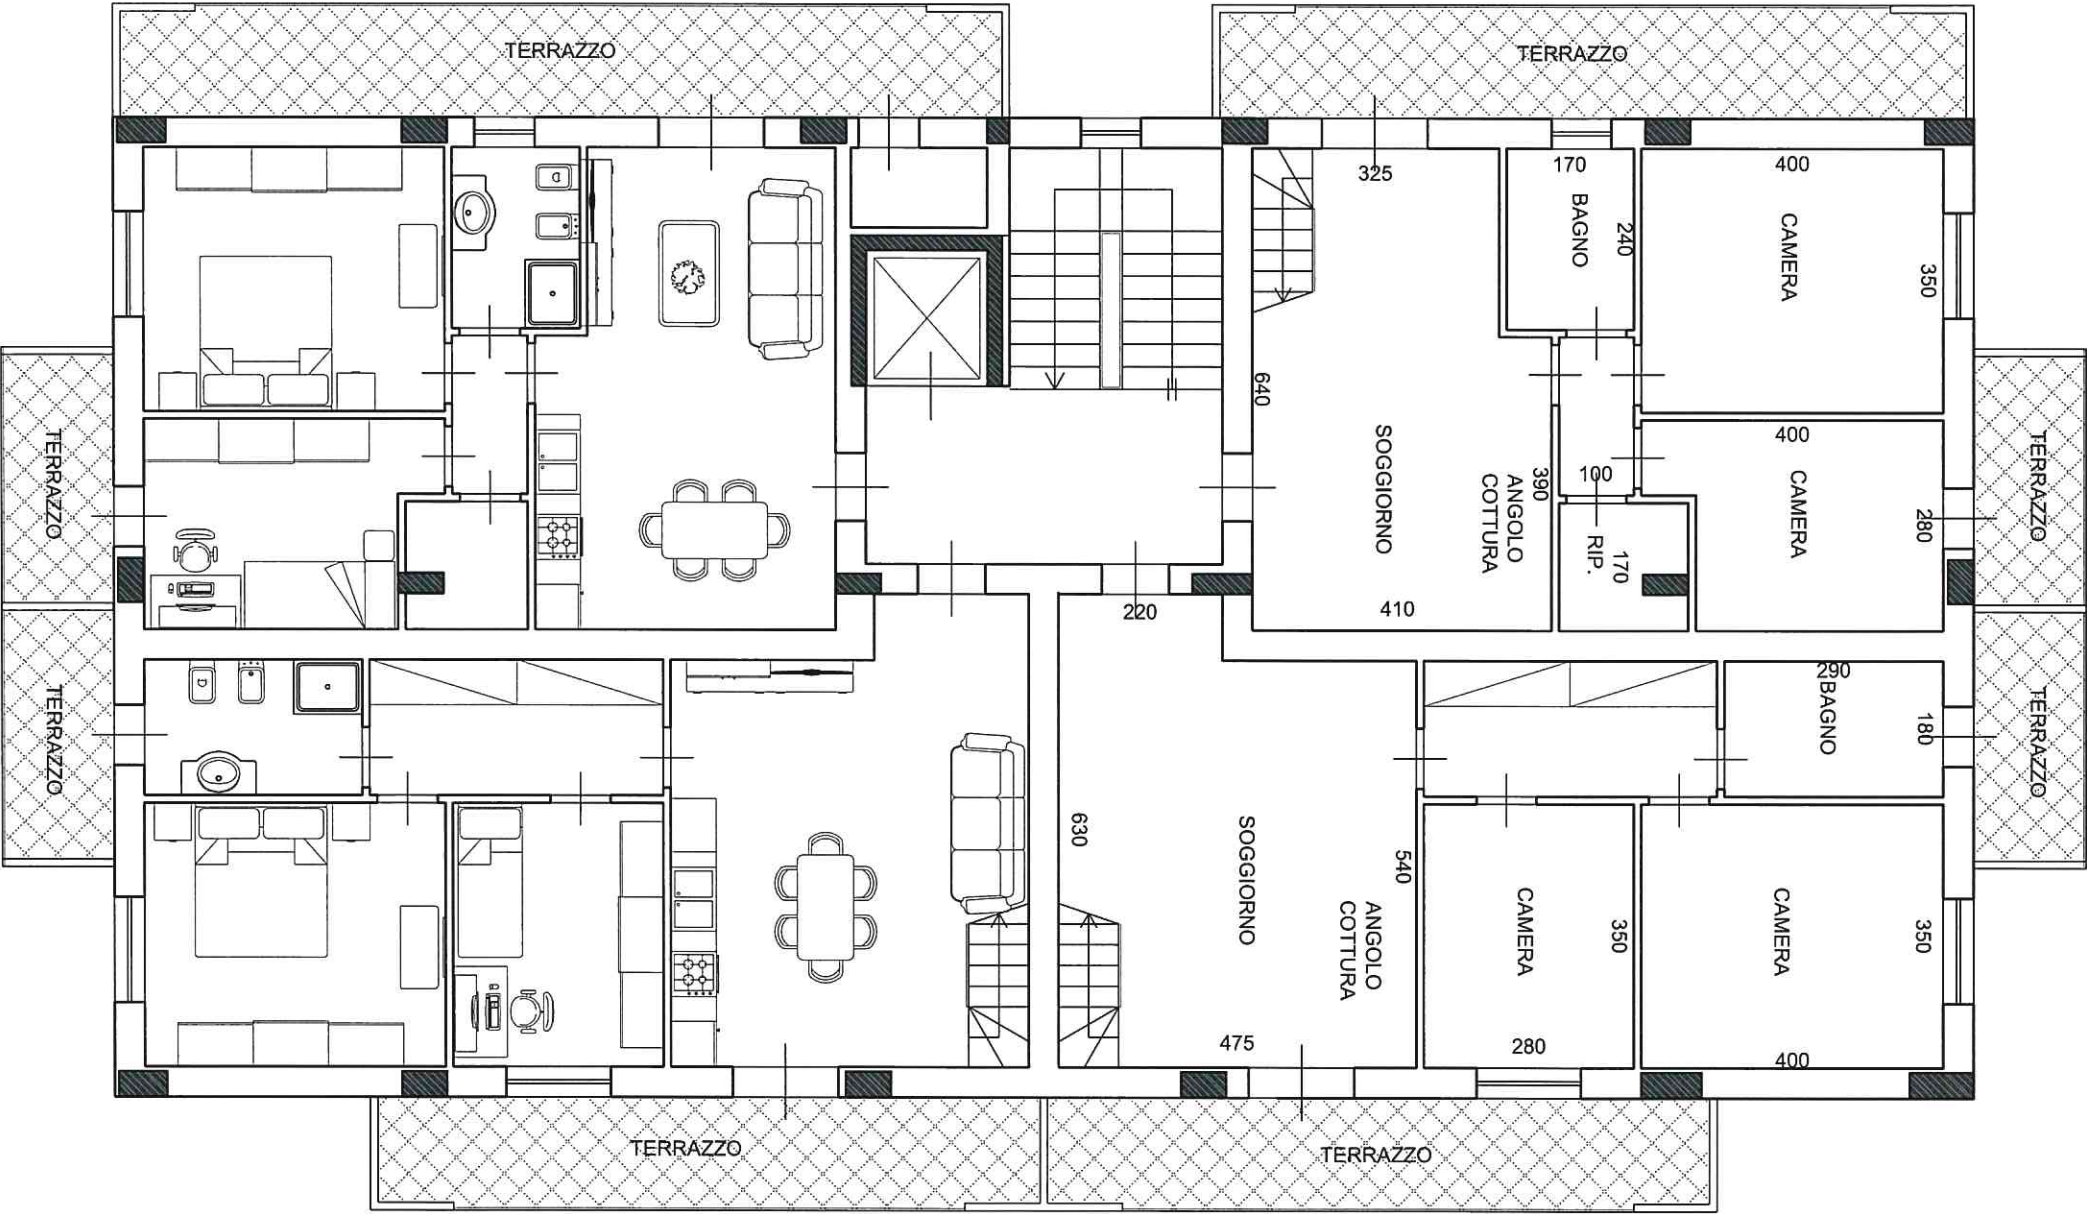 TERRAZZO
TERRAZZO
325
170
BAGNO
240
400
CAMERA
350
640
SOGGIORNO
390
ANGOLO
COTTURA
410
100
RIP.
170
400
CAMERA
280
TERRAZZO
TERRAZZO
TERRAZZO
TERRAZZO
220
630
SOGGIORNO
540
ANGOLO
COTTURA
475
290
BAGNO
180
CAMERA
350
280
CAMERA
350
400
TERRAZZO
TERRAZZO